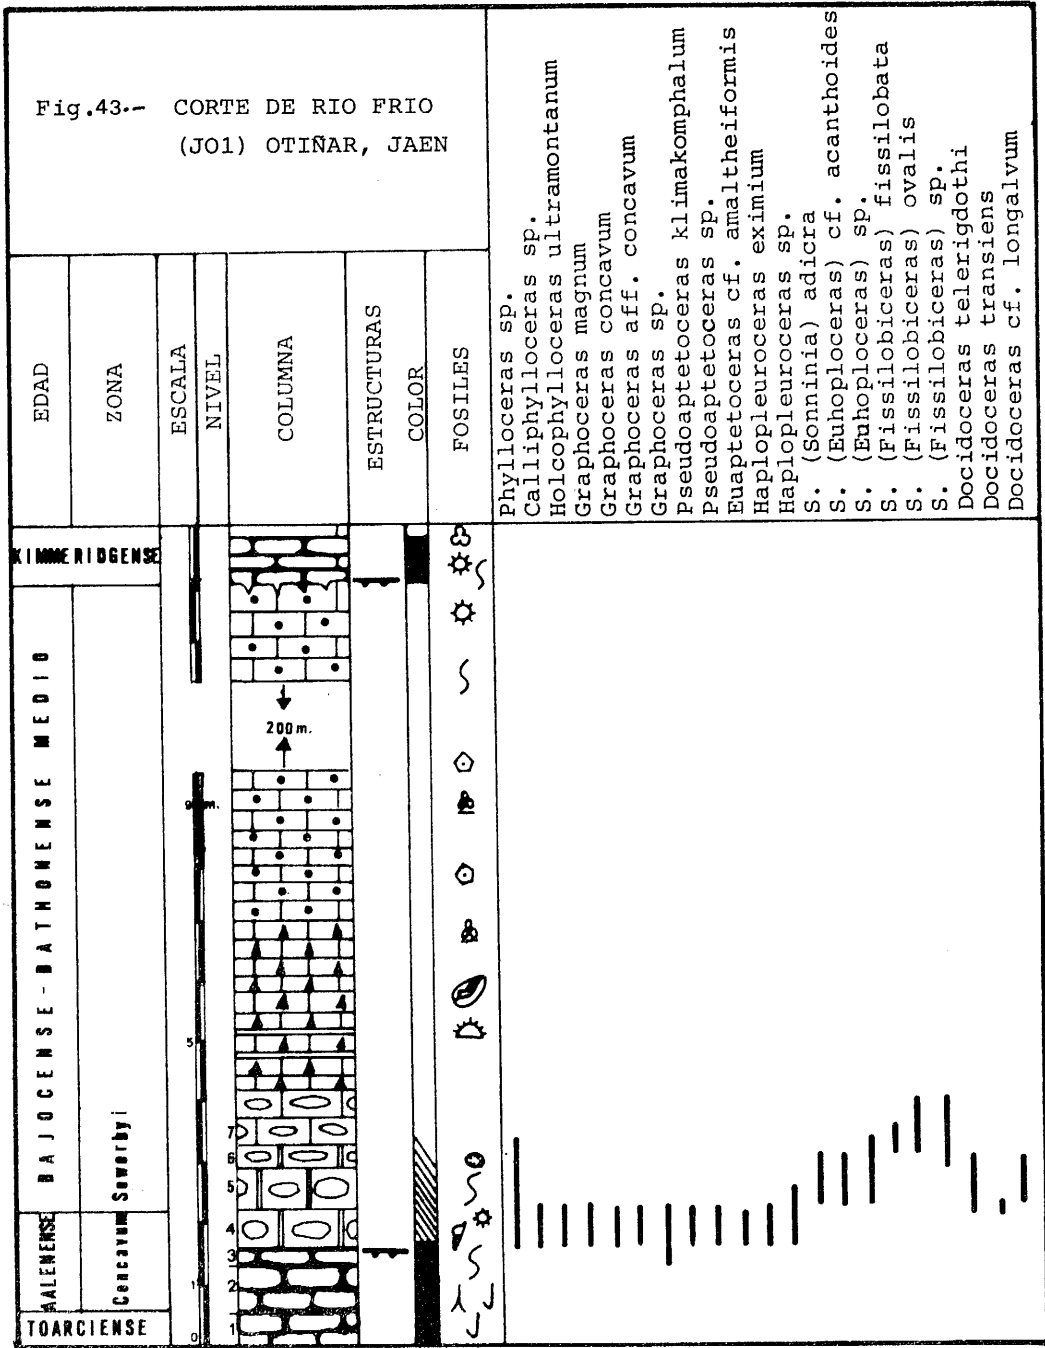 Fig.43.- CORTE DE RIO FRIO
(JO1) OTIÑAR, JAEN
EDAD
ZONA
ESCALA
NIVEL
COLUMNA
ESTRUCTURAS
COLOR
FOSILES
Phylloceras sp.
Calliphylloceras sp.
Holcophylloceras ultramontanum
Graphoceras magnum
Graphoceras concavum
Graphoceras aff. concavum
Graphoceras sp.
Pseudoaptetoceras klimakomphalum
Pseudoaptetoceras sp.
Euaptetoceras cf. amaltheiformis
Haplopleuroceras eximium
Haplopleuroceras sp.
S. (Sonninia) adicra
S. (Euhoploceras) cf. acanthoides
S. (Euhoploceras) sp.
S. (Fissilobiceras) fissilobata
S. (Fissilobiceras) ovalis
S. (Fissilobiceras) sp.
Docidoceras telerigdothi
Docidoceras transiens
Docidoceras cf. longalvum
KIMMERIDGENSE
BAJOCENSE-BATHONENSE MEDIO
200 m.
5
7
6
5
4
3
2
1
1
0
Sowerbyi
Concavum
AALENENSE
TOARCIENSE